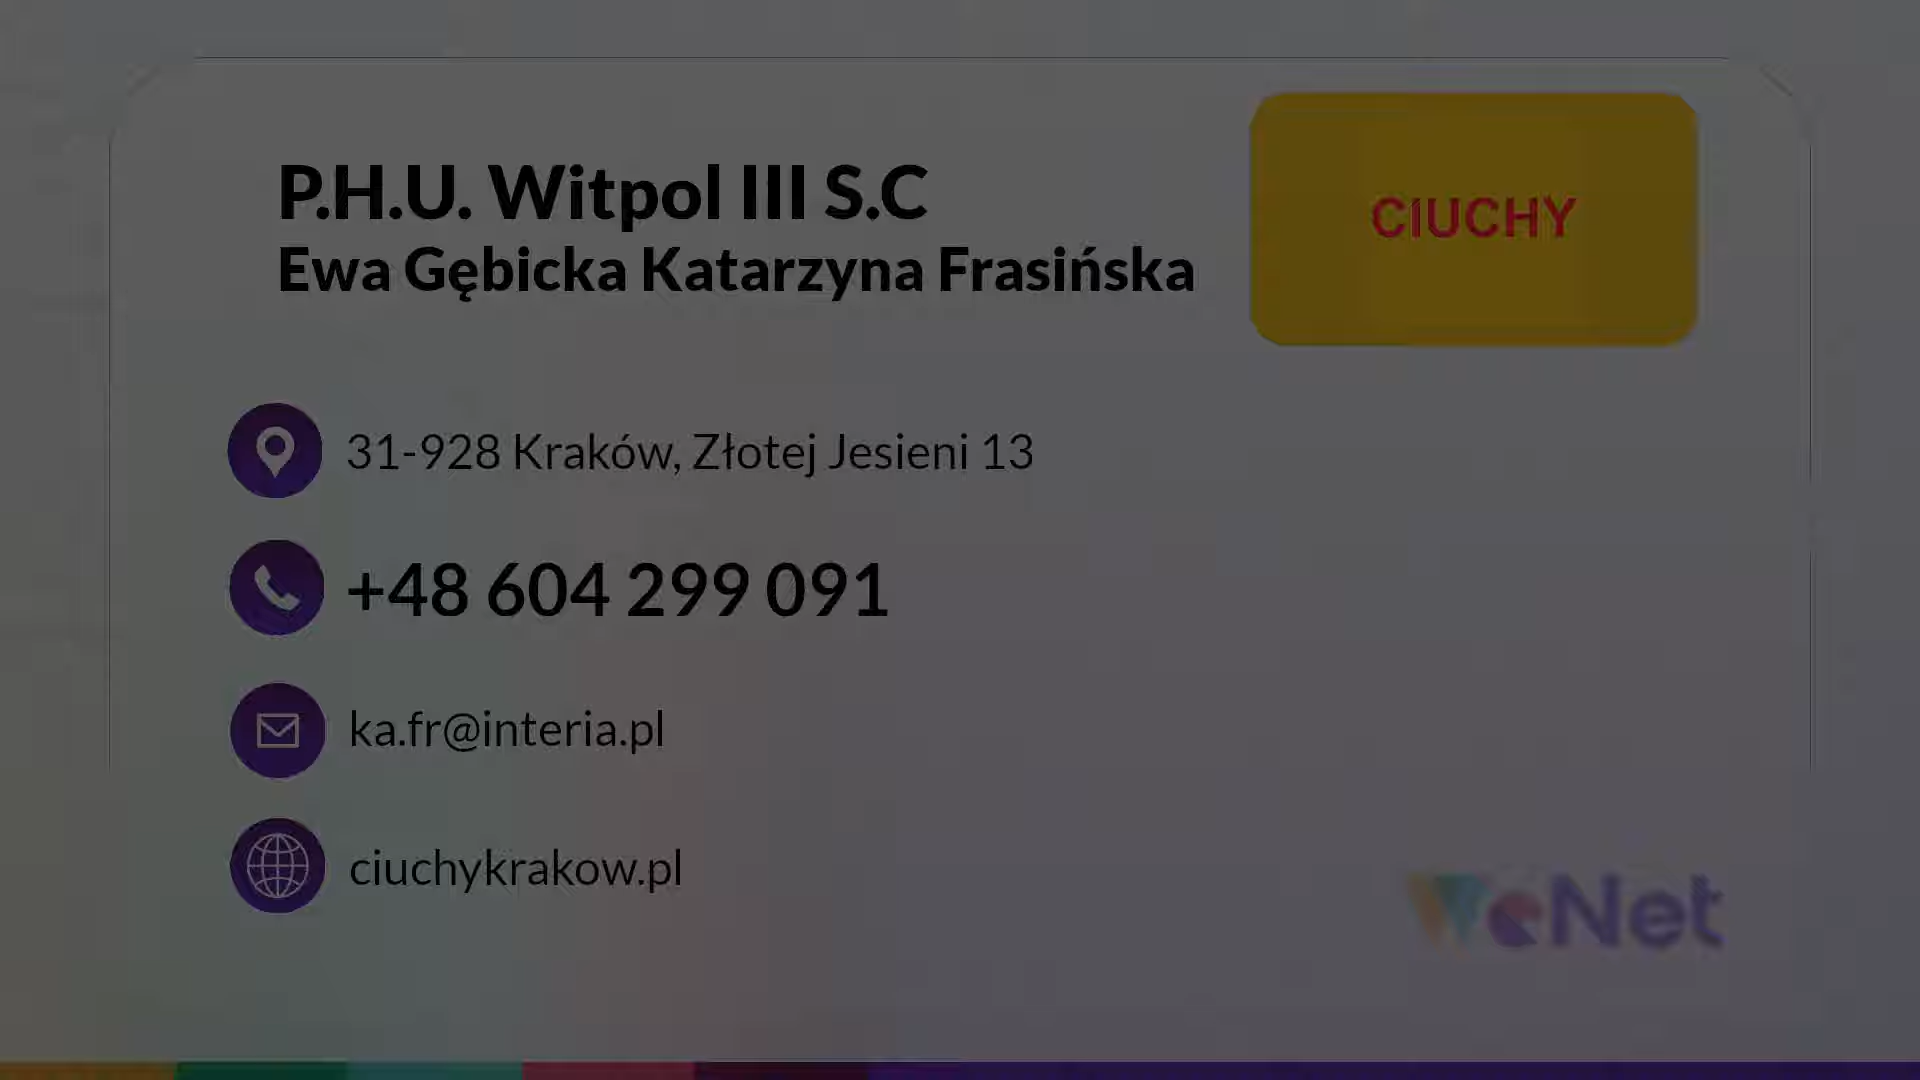 P.H.U. Witpol III S.C
Ewa Gębicka Katarzyna Frasińska
CIUCHY
31-928 Kraków, Złotej Jesieni 13
+48 604 299 091
ka.fr@interia.pl
ciuchykrakow.pl
WeNet